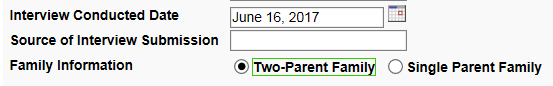 Interview Conducted Date June 16, 2017
Source of Interview Submission
Family Information Two-Parent Family Single Parent Family